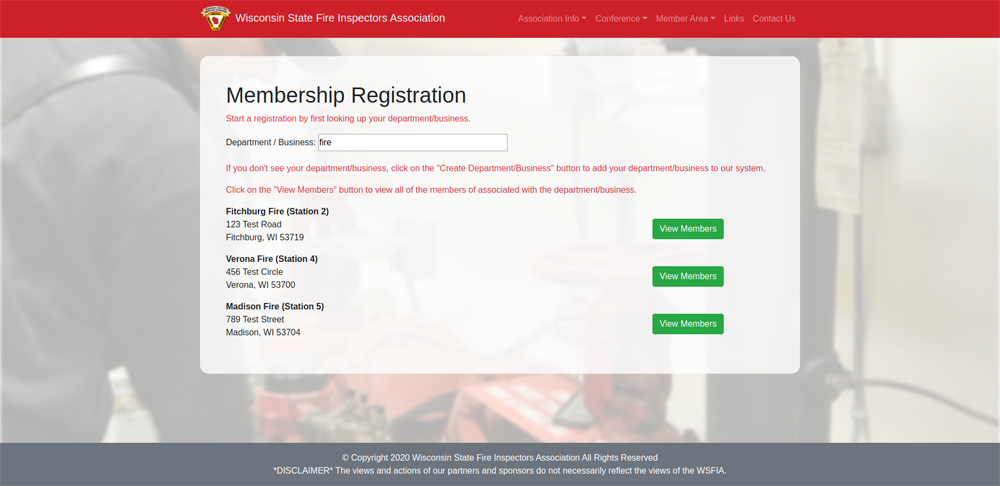 Wisconsin State Fire Inspectors Association
Association Info Conference Member Area Links Contact Us
Membership Registration
Start a registration by first looking up your department/business.
Department / Business: fire
If you don't see your department/business, click on the "Create Department/Business" button to add your department/business to our system.
Click on the "View Members" button to view all of the members of associated with the department/business.
Fitchburg Fire (Station 2)
123 Test Road
Fitchburg, WI 53719
View Members
Verona Fire (Station 4)
456 Test Circle
Verona, WI 53700
View Members
Madison Fire (Station 5)
789 Test Street
Madison, WI 53704
View Members
© Copyright 2020 Wisconsin State Fire Inspectors Association All Rights Reserved
*DISCLAIMER* The views and actions of our partners and sponsors do not necessarily reflect the views of the WSFIA.